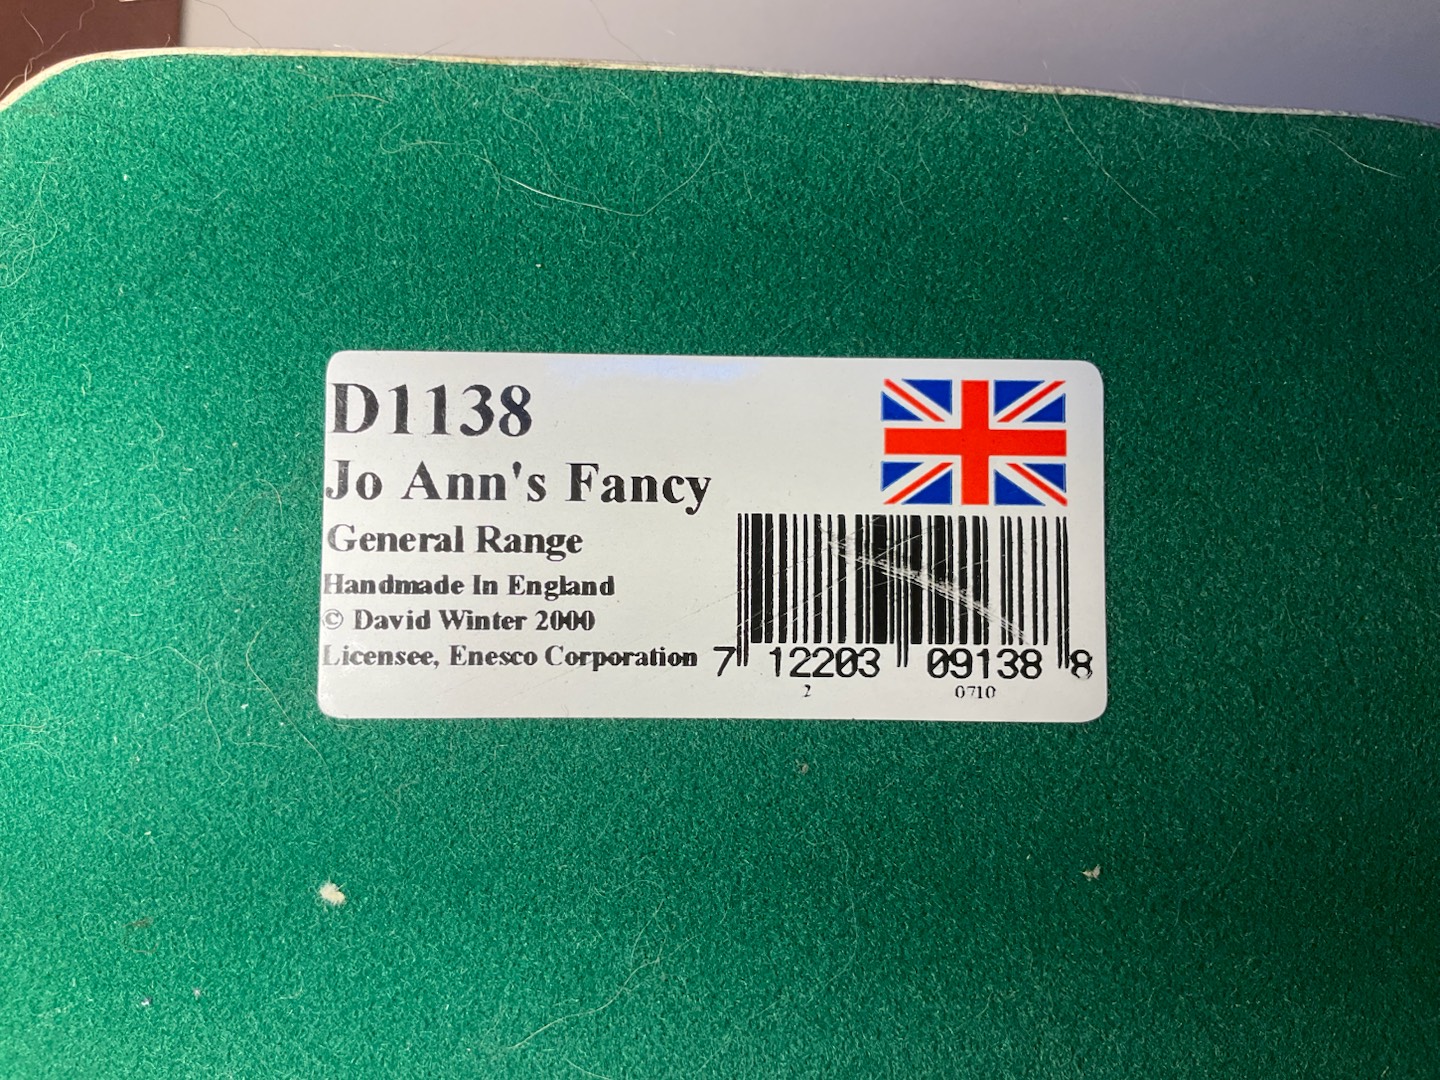 D1138
Jo Ann's Fancy
General Range
Handmade In England
© David Winter 2000
Licensee, Enesco Corporation
7 12203 09138 8
2 0710